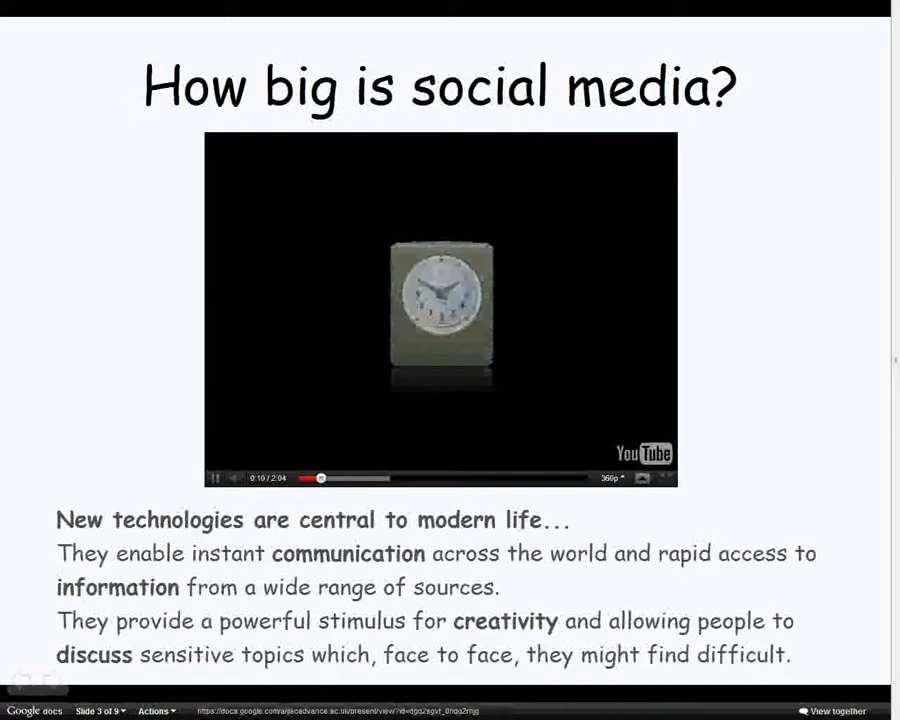 How big is social media?
YouTube
0:10 / 2:04
360p
New technologies are central to modern life...
They enable instant communication across the world and rapid access to
information from a wide range of sources.
They provide a powerful stimulus for creativity and allowing people to
discuss sensitive topics which, face to face, they might find difficult.
Google docs Slide 3 of 9 Actions View together